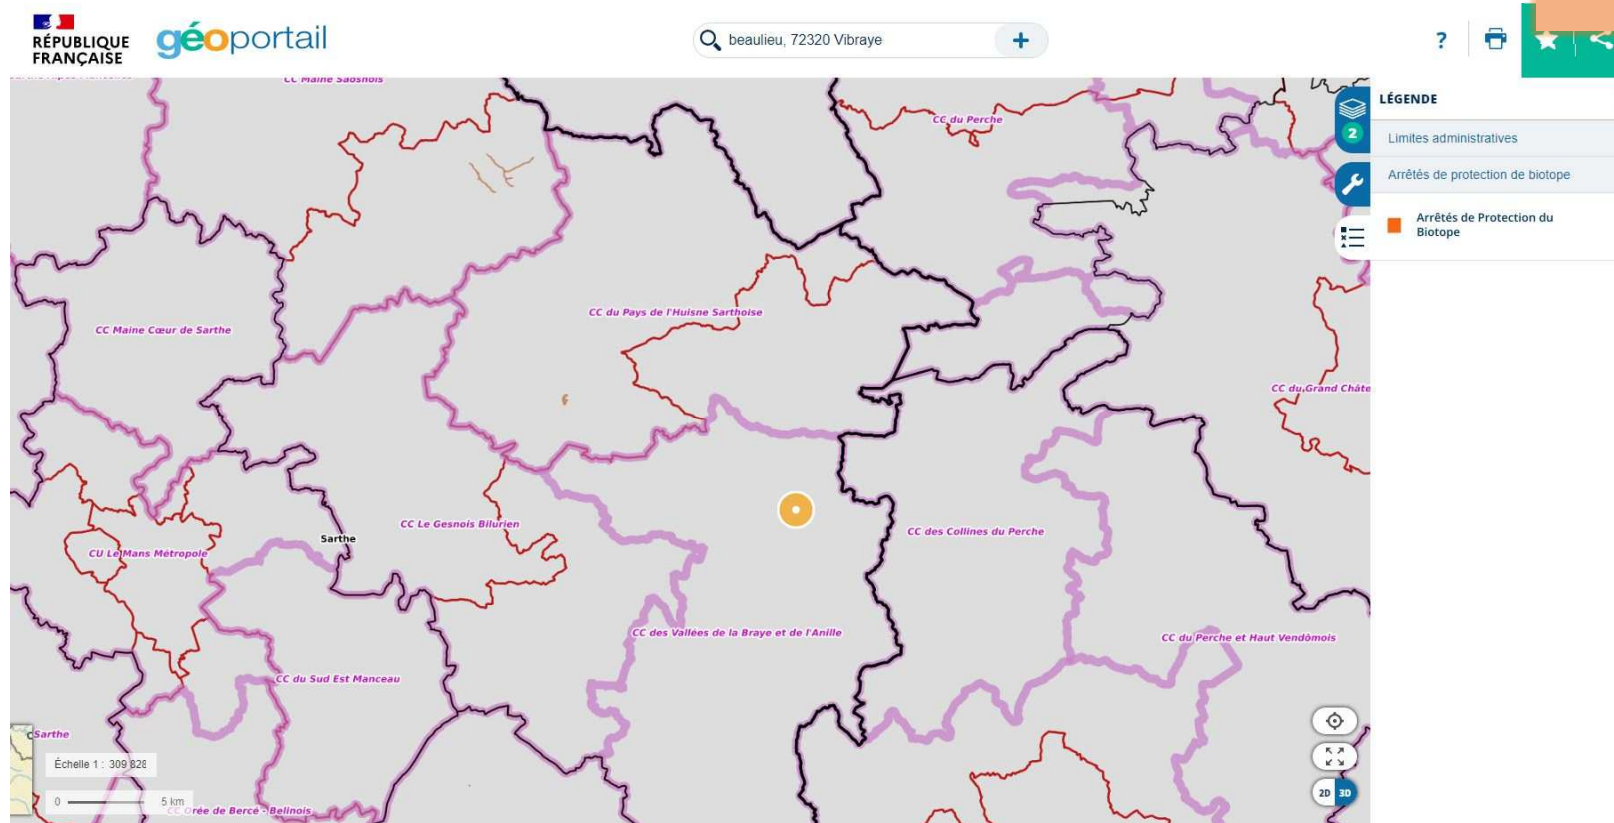 RÉPUBLIQUE
FRANÇAISE
géoportail
beaulieu, 72320 Vibraye
+
?
CC Maine Saosnois
CC du Perche
2
LÉGENDE
Limites administratives
Arrêtés de protection de biotope
Arrêtés de Protection du
Biotope
CC du Pays de l'Huisne Sarthoise
CC Maine Cœur de Sarthe
CC du Grand Châte
CC Le Gesnois Bilurien
CC des Collines du Perche
Sarthe
CU Le Mans Métropole
CC des Vallées de la Braye et de l'Anille
CC du Perche et Haut Vendômois
CC du Sud Est Manceau
Sarthe
Échelle 1 : 309 828
0 5 km
CC Orée de Bercé - Belinois
2D 3D